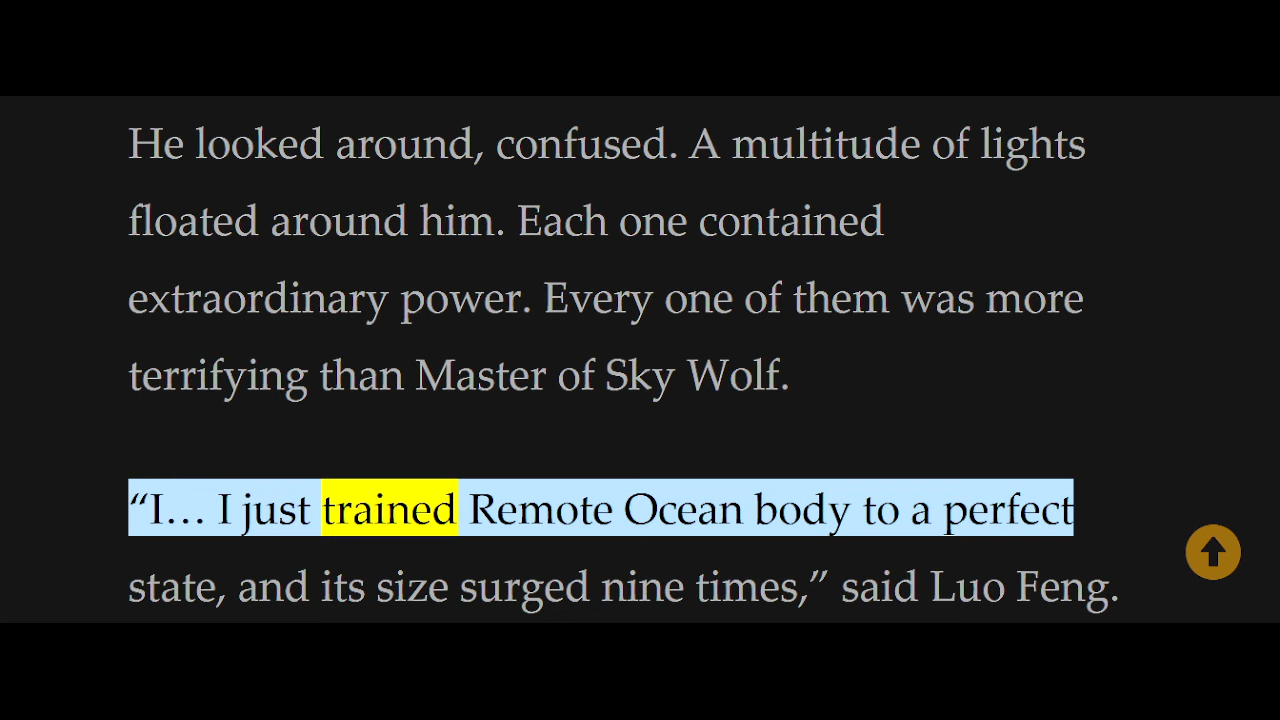 He looked around, confused. A multitude of lights
floated around him. Each one contained
extraordinary power. Every one of them was more
terrifying than Master of Sky Wolf.
“I… I just trained Remote Ocean body to a perfect
state, and its size surged nine times,” said Luo Feng.